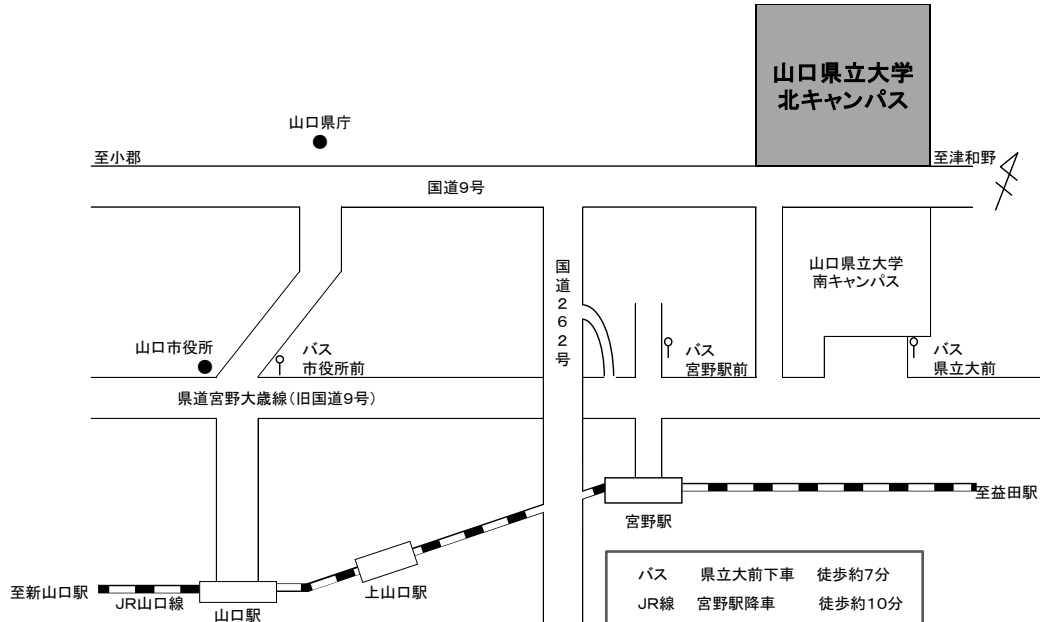 山口県立大学
北キャンパス
山口県庁
至小郡
至津和野
国道9号
国道262号
山口県立大学
南キャンパス
山口市役所
バス
市役所前
バス
宮野駅前
バス
県立大前
県道宮野大歳線(旧国道9号)
至益田駅
宮野駅
上山口駅
至新山口駅
JR山口線
山口駅
バス 県立大前下車 徒歩約7分
JR線 宮野駅降車 徒歩約10分